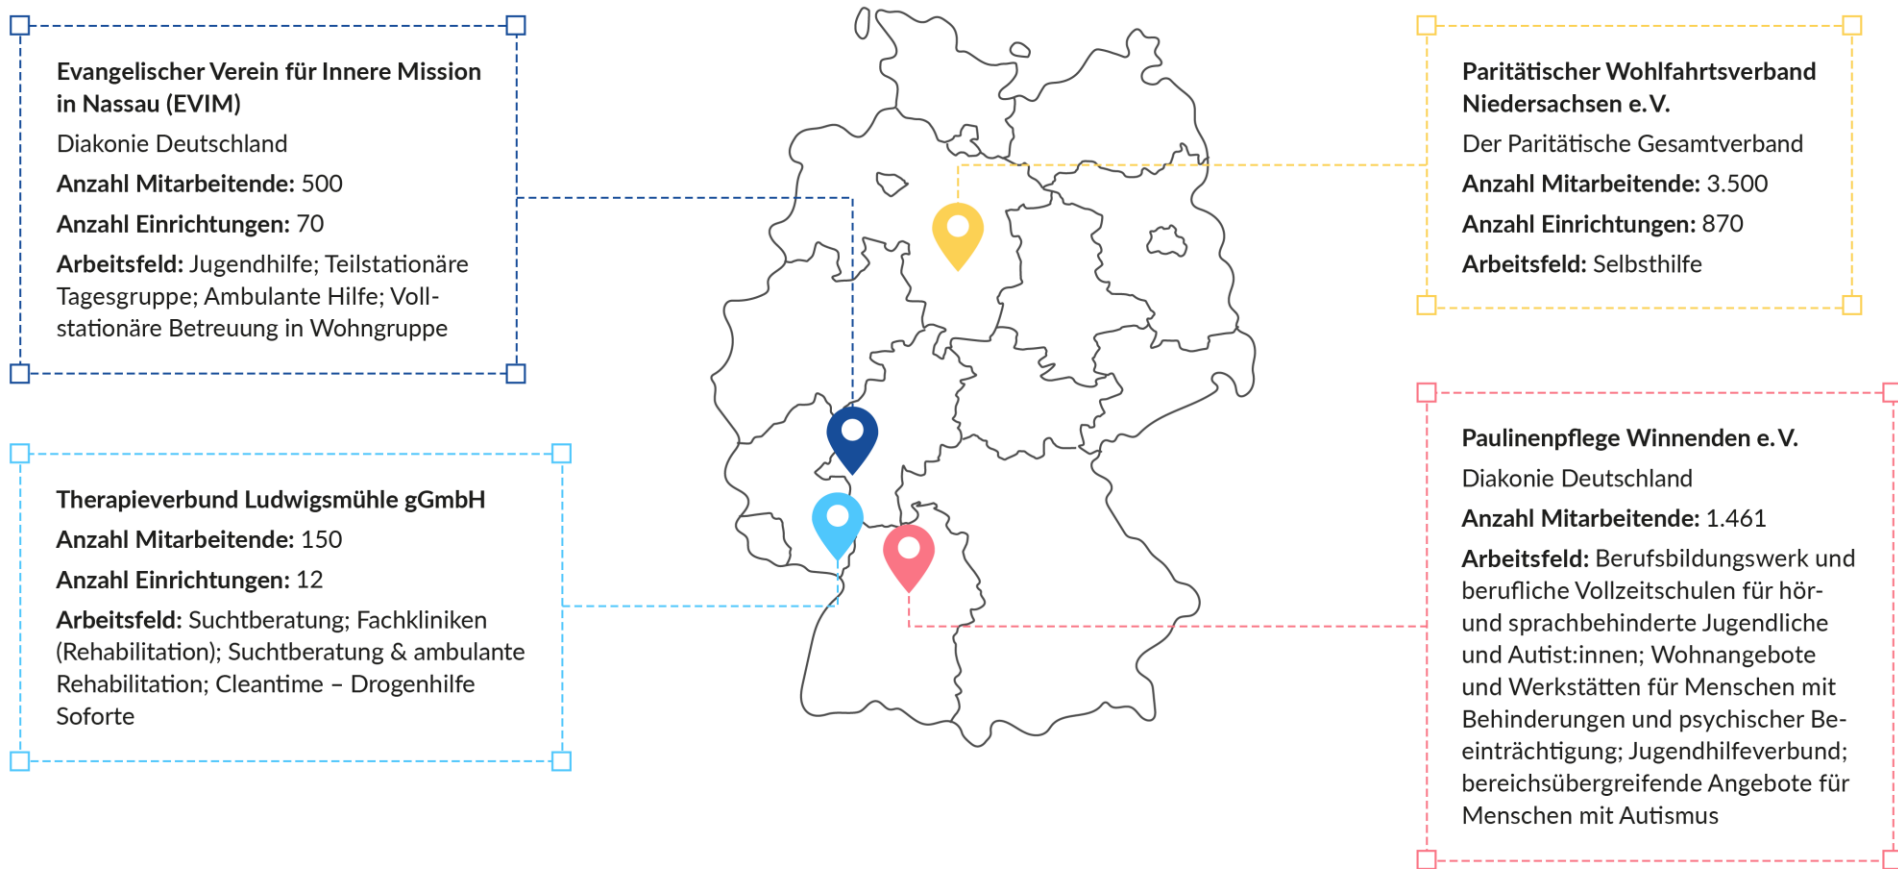 Evangelischer Verein für Innere Mission
in Nassau (EVIM)
Diakonie Deutschland
Anzahl Mitarbeitende: 500
Anzahl Einrichtungen: 70
Arbeitsfeld: Jugendhilfe; Teilstationäre
Tagesgruppe; Ambulante Hilfe; Voll-
stationäre Betreuung in Wohngruppe
Therapieverbund Ludwigsmühle gGmbH
Anzahl Mitarbeitende: 150
Anzahl Einrichtungen: 12
Arbeitsfeld: Suchtberatung; Fachkliniken
(Rehabilitation); Suchtberatung & ambulante
Rehabilitation; Cleantime – Drogenhilfe
Soforte
Paritätischer Wohlfahrtsverband
Niedersachsen e.V.
Der Paritätische Gesamtverband
Anzahl Mitarbeitende: 3.500
Anzahl Einrichtungen: 870
Arbeitsfeld: Selbsthilfe
Paulinenpflege Winnenden e.V.
Diakonie Deutschland
Anzahl Mitarbeitende: 1.461
Arbeitsfeld: Berufsbildungswerk und
berufliche Vollzeitschulen für hör-
und sprachbehinderte Jugendliche
und Autist:innen; Wohnangebote
und Werkstätten für Menschen mit
Behinderungen und psychischer Be-
einträchtigung; Jugendhilfeverbund;
bereichsübergreifende Angebote für
Menschen mit Autismus